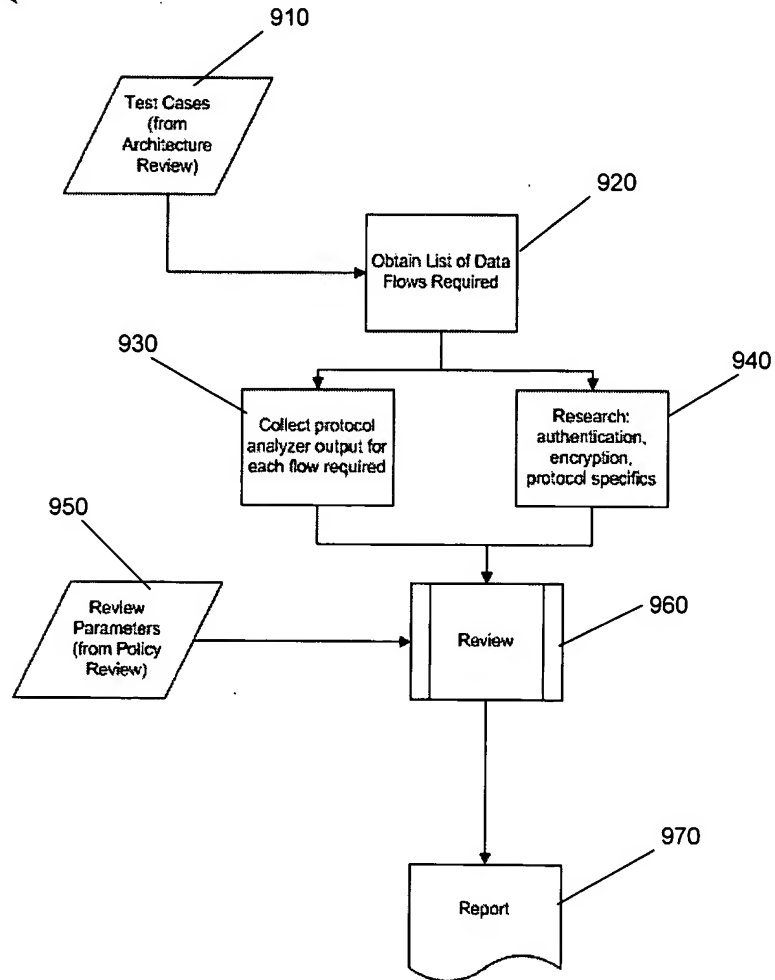 910
Test Cases
(from
Architecture
Review)
920
Obtain List of Data
Flows Required
930
940
Collect protocol
analyzer output for
each flow required
Research:
authentication,
encryption,
protocol specifics
950
Review
Parameters
(from Policy
Review)
Review
960
970
Report